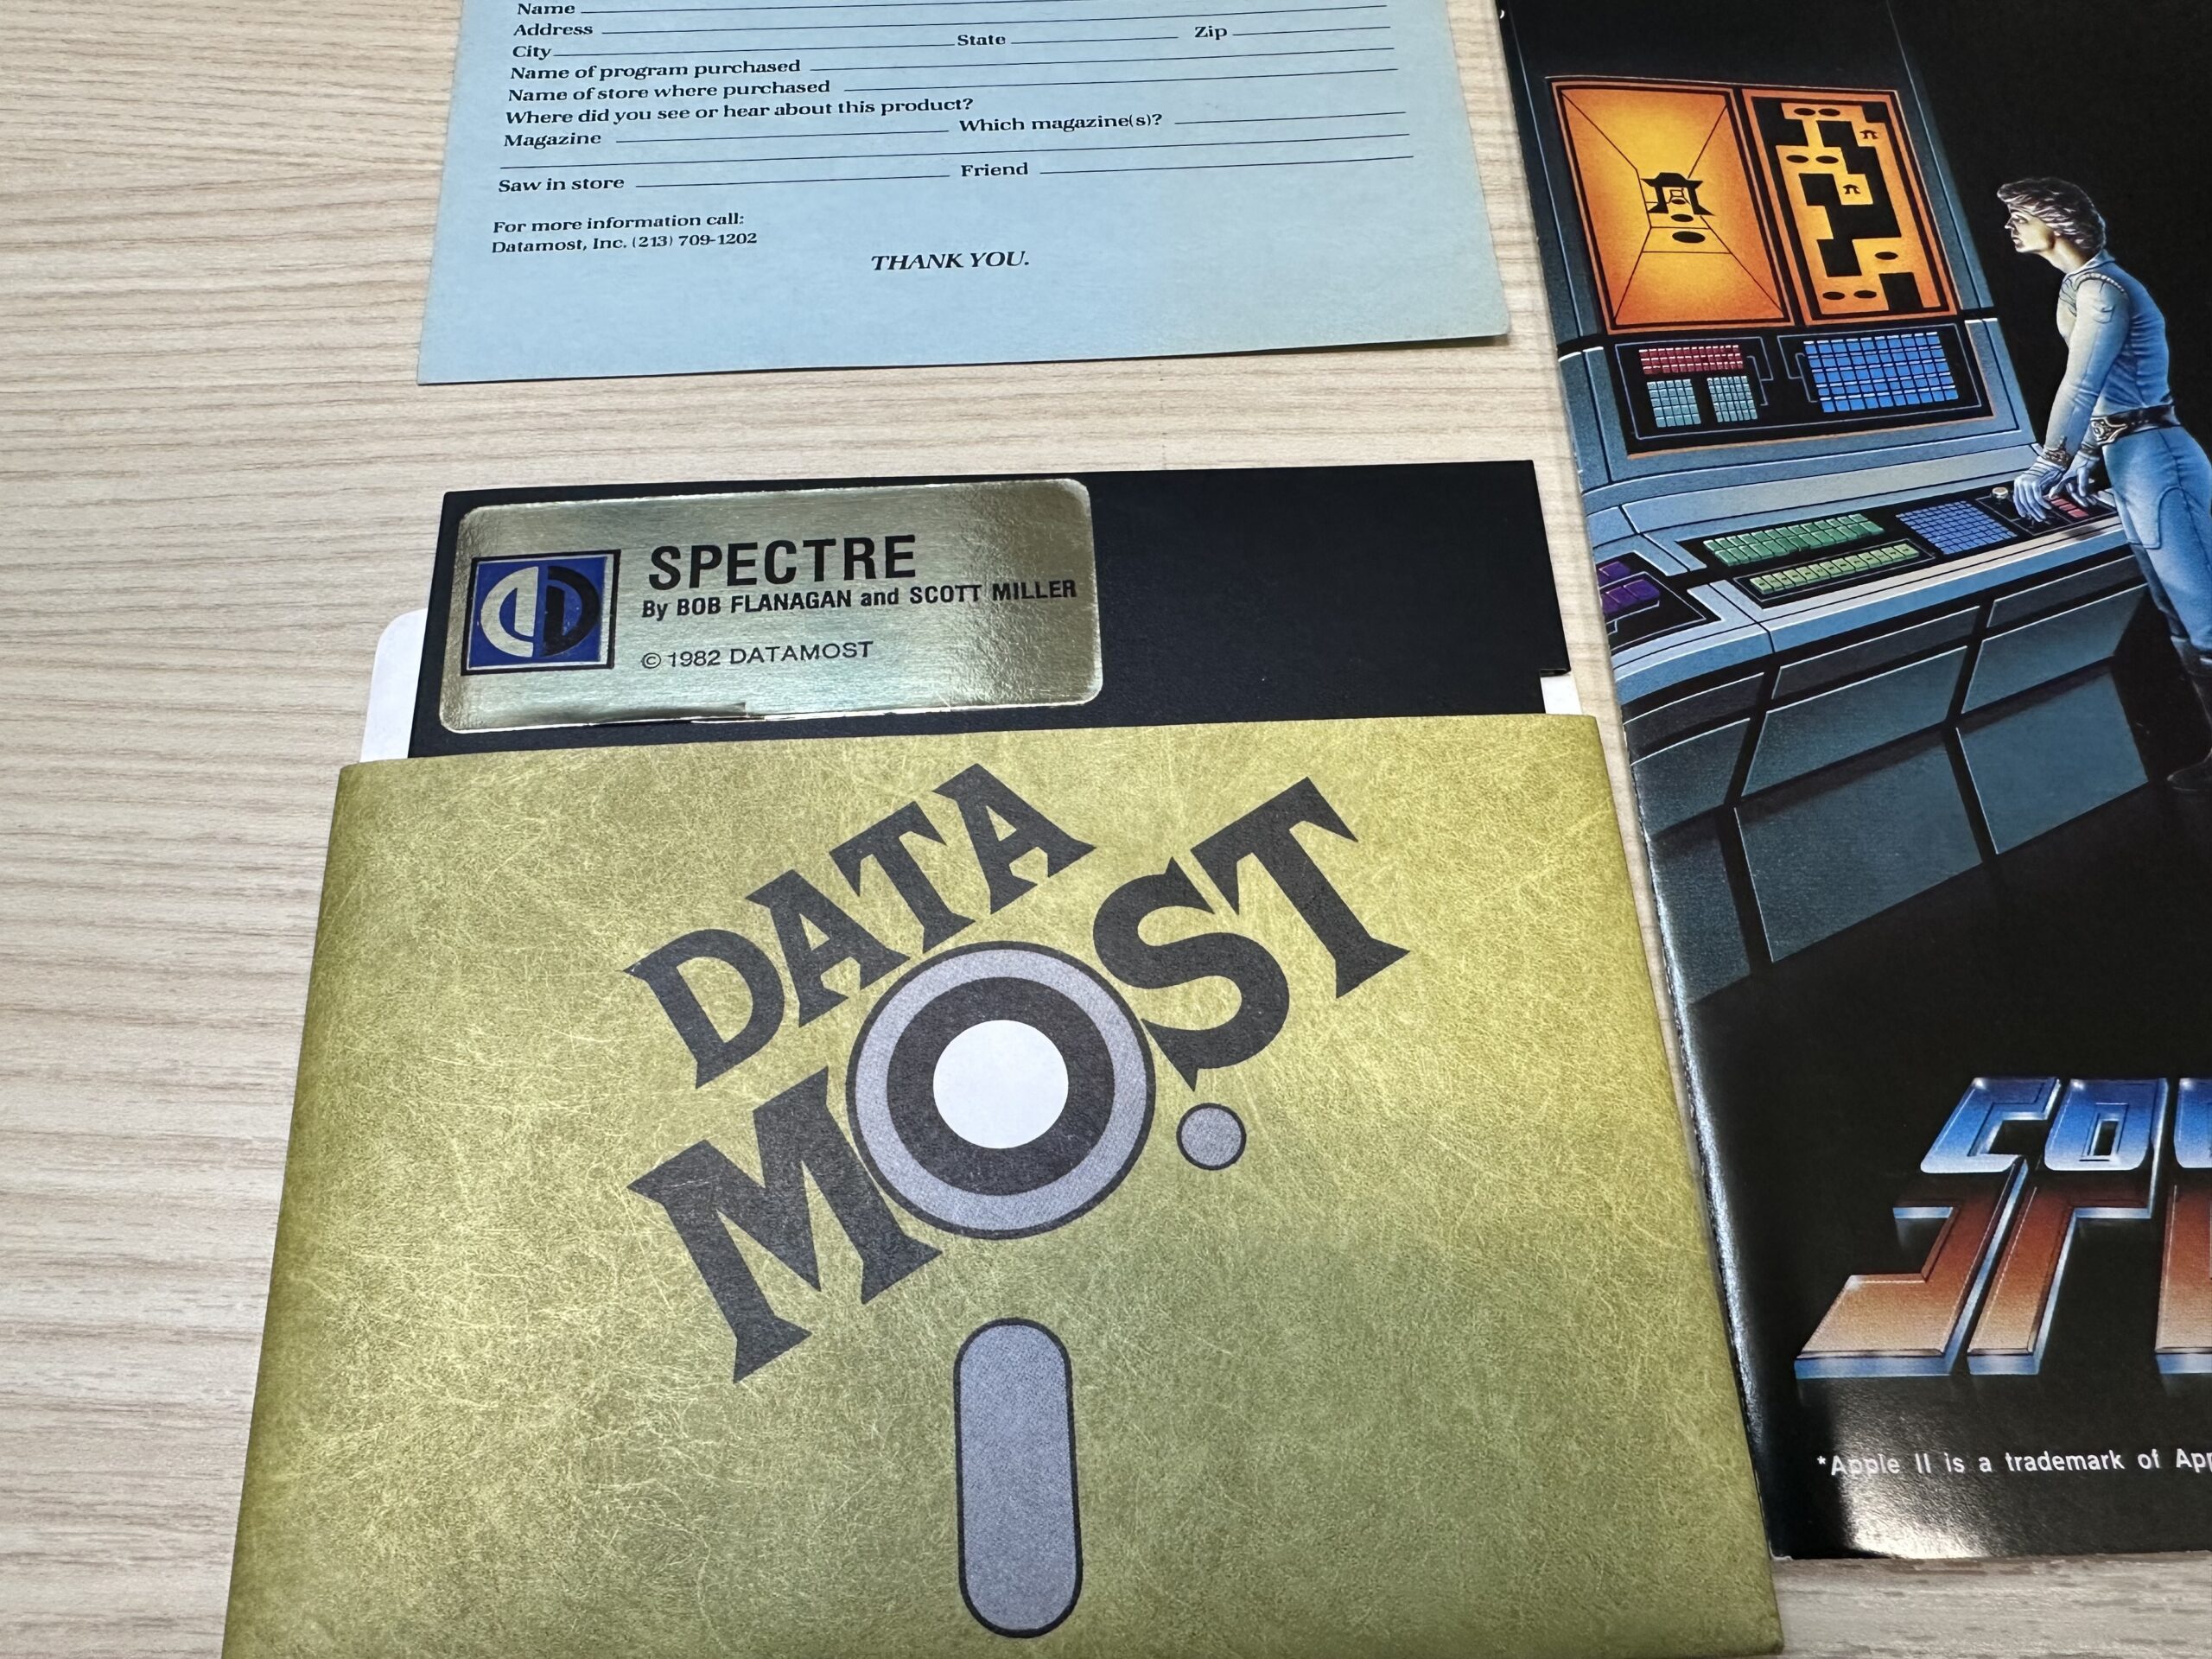 Name
Address
City State Zip
Name of program purchased
Name of store where purchased
Where did you see or hear about this product?
Magazine Which magazine(s)?
Saw in store Friend
For more information call:
Datamost, Inc. (213) 709-1202
THANK YOU.
SPECTRE
By BOB FLANAGAN and SCOTT MILLER
© 1982 DATAMOST
DATA
MOST
*Apple II is a trademark of